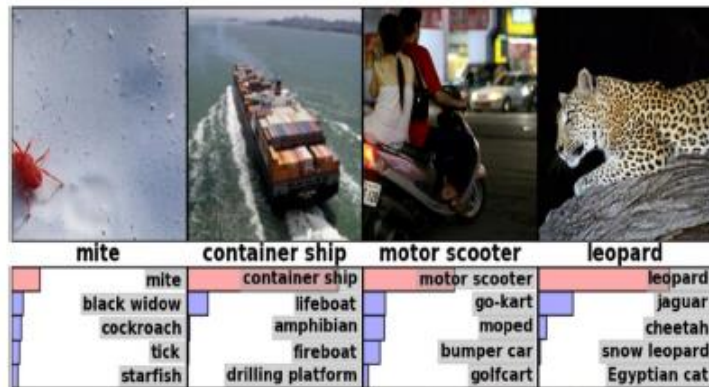 mite container ship motor scooter leopard
mite container ship motor scooter leopard
black widow lifeboat go-kart jaguar
cockroach amphibian moped cheetah
tick fireboat bumper car snow leopard
starfish drilling platform golfcart Egyptian cat